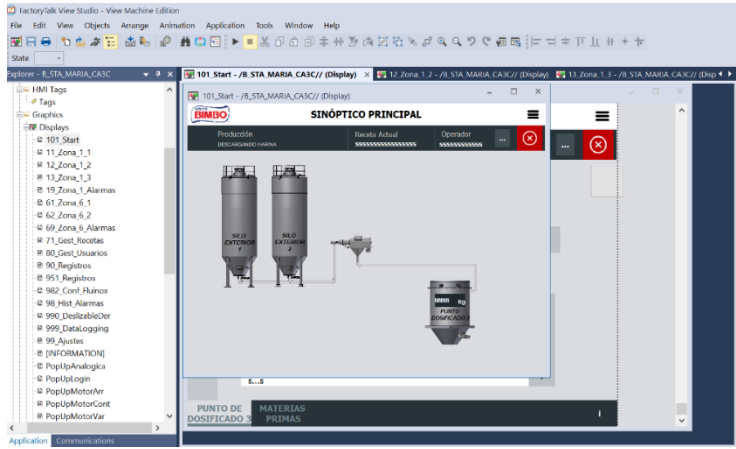 FactoryTalk View Studio - View Machine Edition
File Edit View Objects Arrange Animation Application Tools Window Help
State
Explorer - B_STA_MARIA_CA3C
101_Start - /B_STA_MARIA_CA3C// (Display)
12_Zona_1_2 - /B_STA_MARIA_CA3C// (Display)
13_Zona_1_3 - /B_STA_MARIA_CA3C// (Disp
HMI Tags
Tags
Graphics
Displays
101_Start
11_Zona_1_1
12_Zona_1_2
13_Zona_1_3
19_Zona_1_Alarmas
61_Zona_6_1
62_Zona_6_2
69_Zona_6_Alarmas
71_Gest_Recetas
80_Gest_Usuarios
90_Registros
951_Registros
982_Conf_Fluinox
98_Hist_Alarmas
990_DeslizableDer
999_DataLogging
99_Ajustes
[INFORMATION]
PopUpAnalogica
PopUpLogin
PopUpMotorArr
PopUpMotorCont
PopUpMotorVar
Application Communications
101_Start - /B_STA_MARIA_CA3C// (Display)
BIMBO
SINÓPTICO PRINCIPAL
Producción
DESCARGANDO HARINA
Receta Actual
SSSSSSSSSSSSSSSSS
Operador
SSSSSSSSSSSS
...
...
SILO
EXTERIOR
1
SILO
EXTERIOR
2
NNNN Kg
PUNTO
DOSIFICADO 3
s...s
PUNTO DE
DOSIFICADO 3
MATERIAS
PRIMAS
i